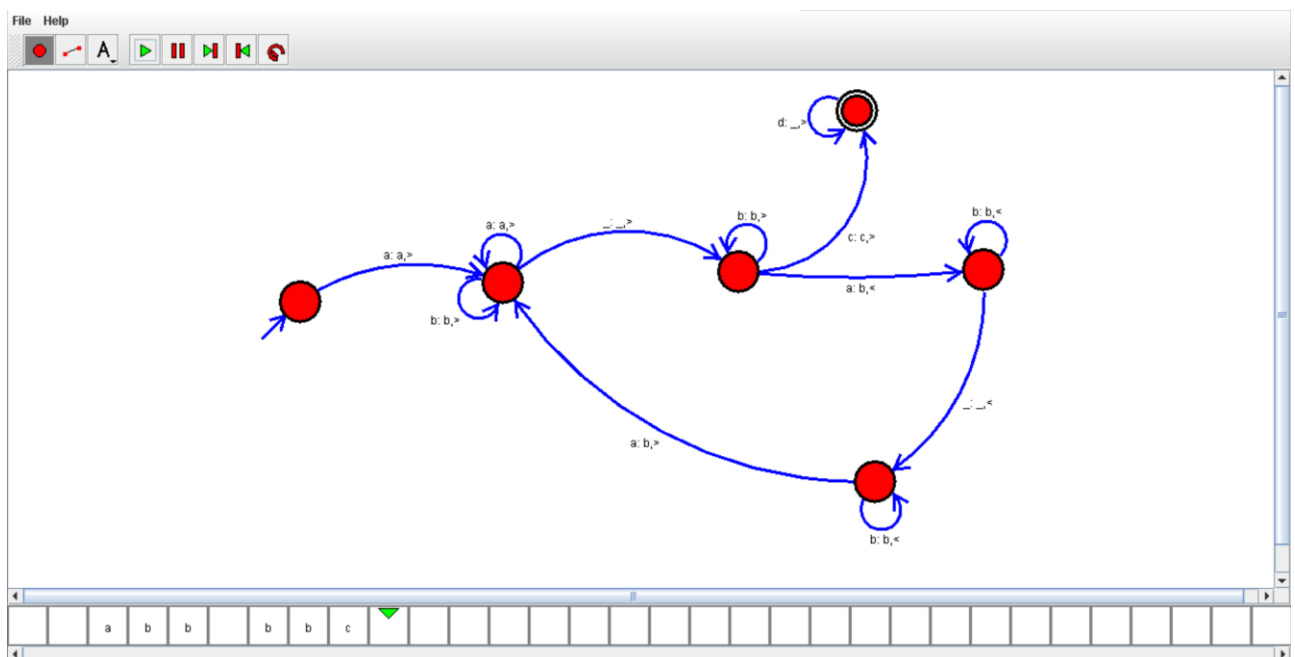 File Help
A
d: _,>
b: b,>
b: b,<
a: a,>
_: _,>
a: a,>
c: c,>
a: b,<
b: b,>
_: _,<
a: b,>
b: b,<
a b b b b c